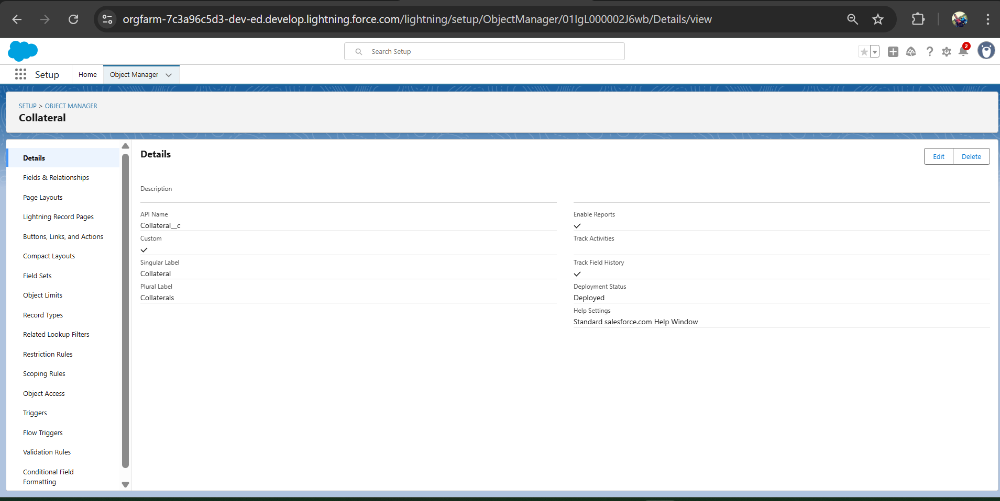 orgfarm-7c3a96c5d3-dev-ed.develop.lightning.force.com/lightning/setup/ObjectManager/01IgL000002J6wb/Details/view
Search Setup
2
Setup
Home
Object Manager
SETUP > OBJECT MANAGER
Collateral
Details
Fields & Relationships
Page Layouts
Lightning Record Pages
Buttons, Links, and Actions
Compact Layouts
Field Sets
Object Limits
Record Types
Related Lookup Filters
Restriction Rules
Scoping Rules
Object Access
Triggers
Flow Triggers
Validation Rules
Conditional Field
Formatting
Details
Edit
Delete
Description
API Name
Collateral__c
Custom
Singular Label
Collateral
Plural Label
Collaterals
Enable Reports
Track Activities
Track Field History
Deployment Status
Deployed
Help Settings
Standard salesforce.com Help Window